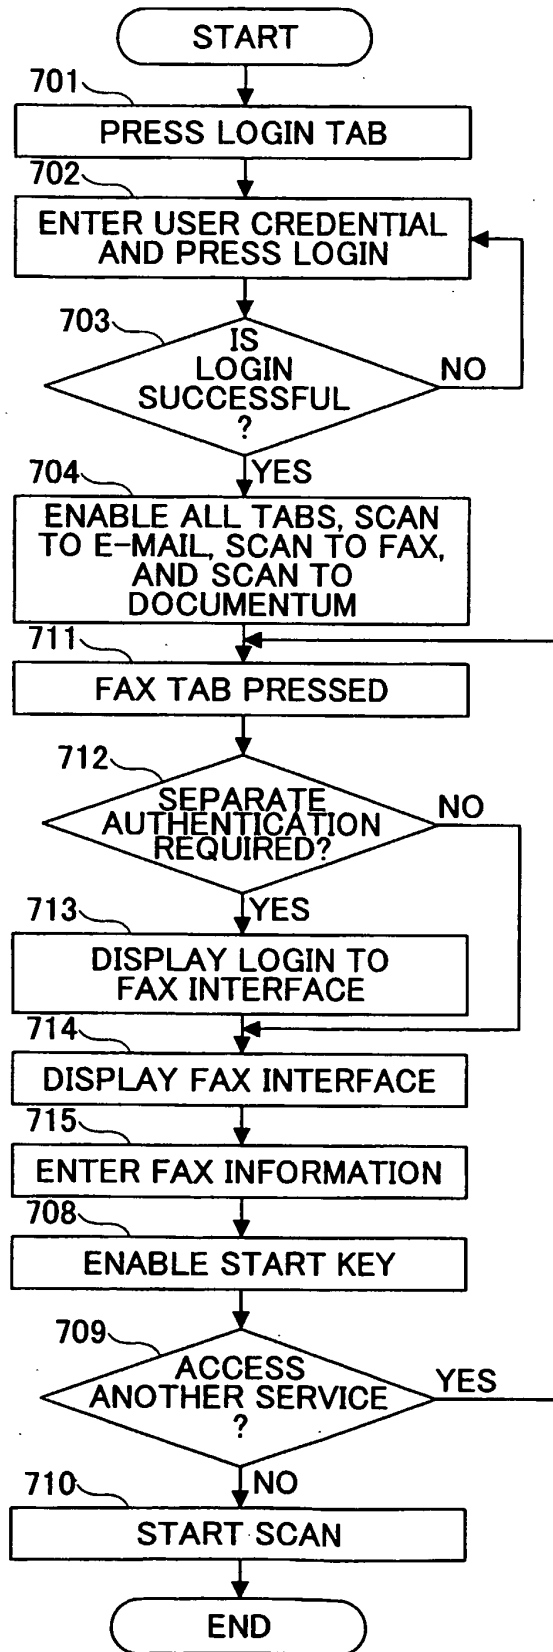 START
701
PRESS LOGIN TAB
702
ENTER USER CREDENTIAL
AND PRESS LOGIN
703
IS
LOGIN
SUCCESSFUL
?
NO
YES
704
ENABLE ALL TABS, SCAN
TO E-MAIL, SCAN TO FAX,
AND SCAN TO
DOCUMENTUM
711
FAX TAB PRESSED
712
SEPARATE
AUTHENTICATION
REQUIRED?
NO
YES
713
DISPLAY LOGIN TO
FAX INTERFACE
714
DISPLAY FAX INTERFACE
715
ENTER FAX INFORMATION
708
ENABLE START KEY
709
ACCESS
ANOTHER SERVICE
?
YES
NO
710
START SCAN
END